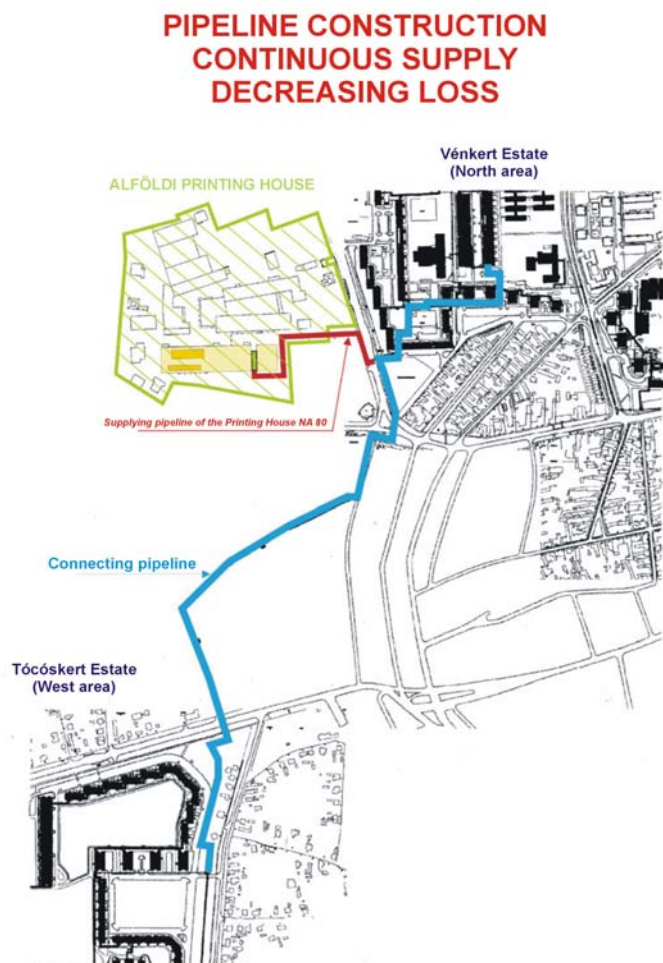 PIPELINE CONSTRUCTION
CONTINUOUS SUPPLY
DECREASING LOSS
Vénkert Estate
(North area)
ALFÖLDI PRINTING HOUSE
Supplying pipeline of the Printing House NA 80
Connecting pipeline
Tócóskert Estate
(West area)